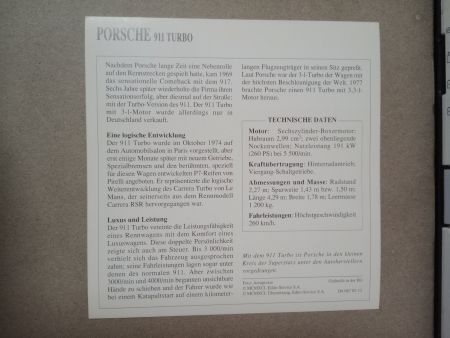 PORSCHE 911 TURBO
Nachdem Porsche lange Zeit eine Nebenrolle
auf den Rennstrecken gespielt hatte, kam 1969
das sensationelle Comeback mit dem 917.
Sechs Jahre später wiederholte die Firma ihren
Sensationserfolg, aber diesmal auf der Straße:
mit der Turbo-Version des 911. Der 911 Turbo
mit 3-l-Motor wurde allerdings nur in
Deutschland verkauft.
Eine logische Entwicklung
Der 911 Turbo wurde im Oktober 1974 auf
dem Automobilsalon in Paris vorgestellt, aber
erst einige Monate später mit neuem Getriebe,
Spezialbremsen und den berühmten, speziell
für diesen Wagen entwickelten P7-Reifen von
Pirelli angeboten. Er repräsentierte die logische
Weiterentwicklung des Carrera Turbo von Le
Mans, der seinerseits aus dem Rennmodell
Carrera RSR hervorgegangen war.
Luxus und Leistung
Der 911 Turbo vereinte die Leistungsfähigkeit
eines Rennwagens mit dem Komfort eines
Luxuswagens. Diese doppelte Persönlichkeit
zeigte sich auch am Steuer. Bis 3 000/min
verhielt sich das Fahrzeug ausgesprochen
zahm; seine Fahrleistungen lagen sogar unter
denen des normalen 911. Aber zwischen
3000/min und 4000/min begannen unsichtbare
Hände zu schieben und der Fahrer wurde wie
bei einem Katapultstart auf einem kilometer-
langen Flugzeugträger in seinen Sitz gepreßt.
Laut Porsche war der 3-l-Turbo der Wagen mit
der höchsten Beschleunigung der Welt. 1977
brachte Porsche einen 911 Turbo mit 3,3-l-
Motor heraus.
TECHNISCHE DATEN
Motor: Sechszylinder-Boxermotor;
Hubraum 2,99 cm³; zwei obenliegende
Nockenwellen; Nutzleistung 191 kW
(260 PS) bei 5 500/min.
Kraftübertragung: Hinterradantrieb;
Viergang-Schaltgetriebe.
Abmessungen und Masse: Radstand
2,27 m; Spurweite 1,43 m bzw. 1,50 m;
Länge 4,29 m; Breite 1,78 m; Leermasse
1 200 kg.
Fahrleistungen: Höchstgeschwindigkeit
260 km/h.
Mit dem 911 Turbo ist Porsche in den kleinen
Kreis der Superstars unter den Autoherstellern
vorgedrungen.